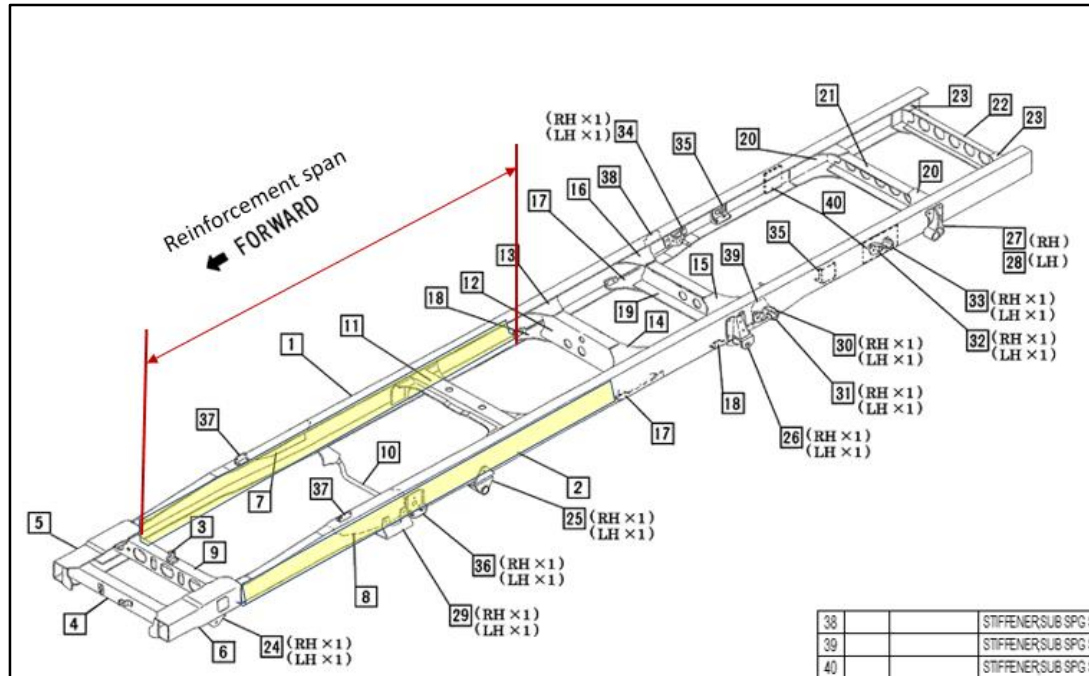 23
22
21
23
(RH×1)
(LH×1) 34
35
20
20
38
16
40
17
Reinforcement span
FORWARD
27 (RH)
28 (LH)
15
39
35
13
12
18
11
19
14
33 (RH×1)
(LH×1)
30 (RH×1)
(LH×1)
32 (RH×1)
(LH×1)
1
31 (RH×1)
(LH×1)
18
17
26 (RH×1)
(LH×1)
37
10
2
7
37
25 (RH×1)
(LH×1)
5
3
9
36 (RH×1)
(LH×1)
8
4
29 (RH×1)
(LH×1)
6
24 (RH×1)
(LH×1)
38 STIFFENER,SUB SPG
39 STIFFENER,SUB SPG
40 STIFFENER,SUB SPG